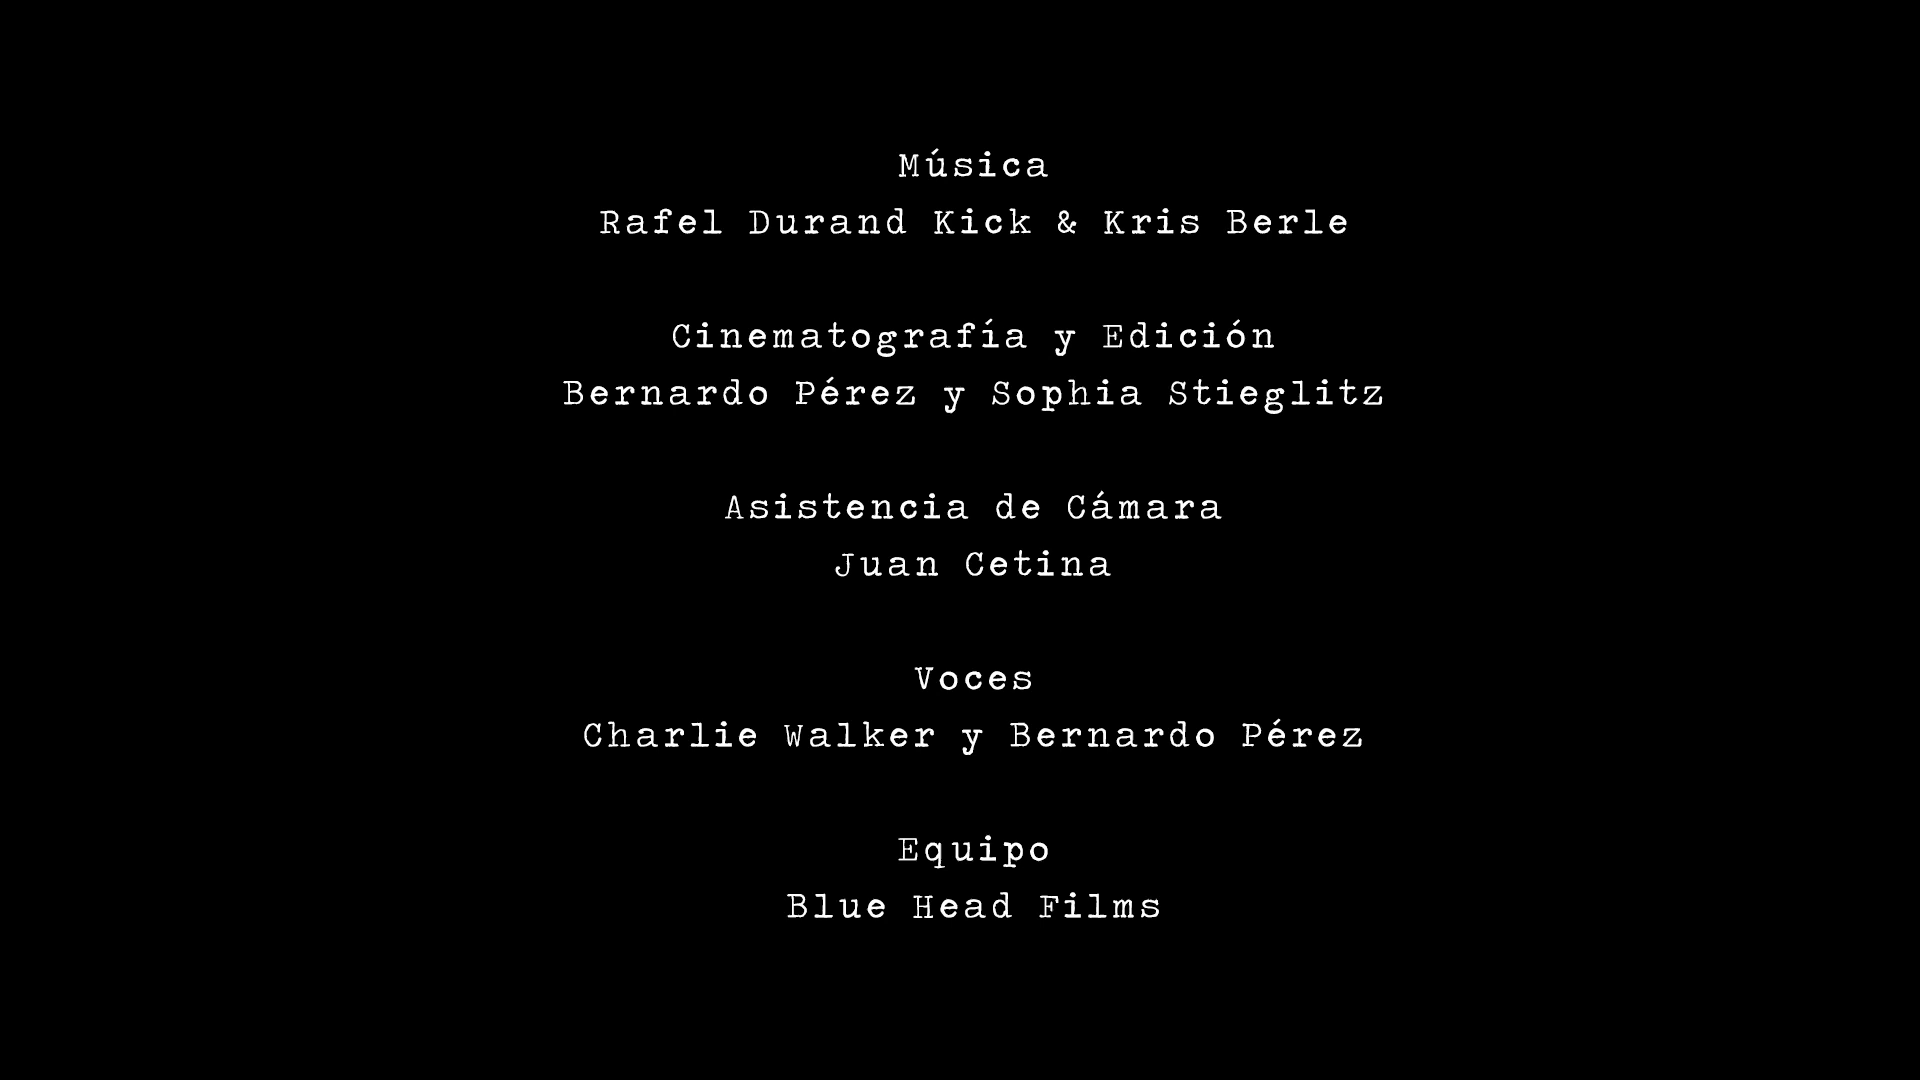 Música
Rafel Durand Kick & Kris Berle
Cinematografía y Edición
Bernardo Pérez y Sophia Stieglitz
Asistencia de Cámara
Juan Cetina
Voces
Charlie Walker y Bernardo Pérez
Equipo
Blue Head Films